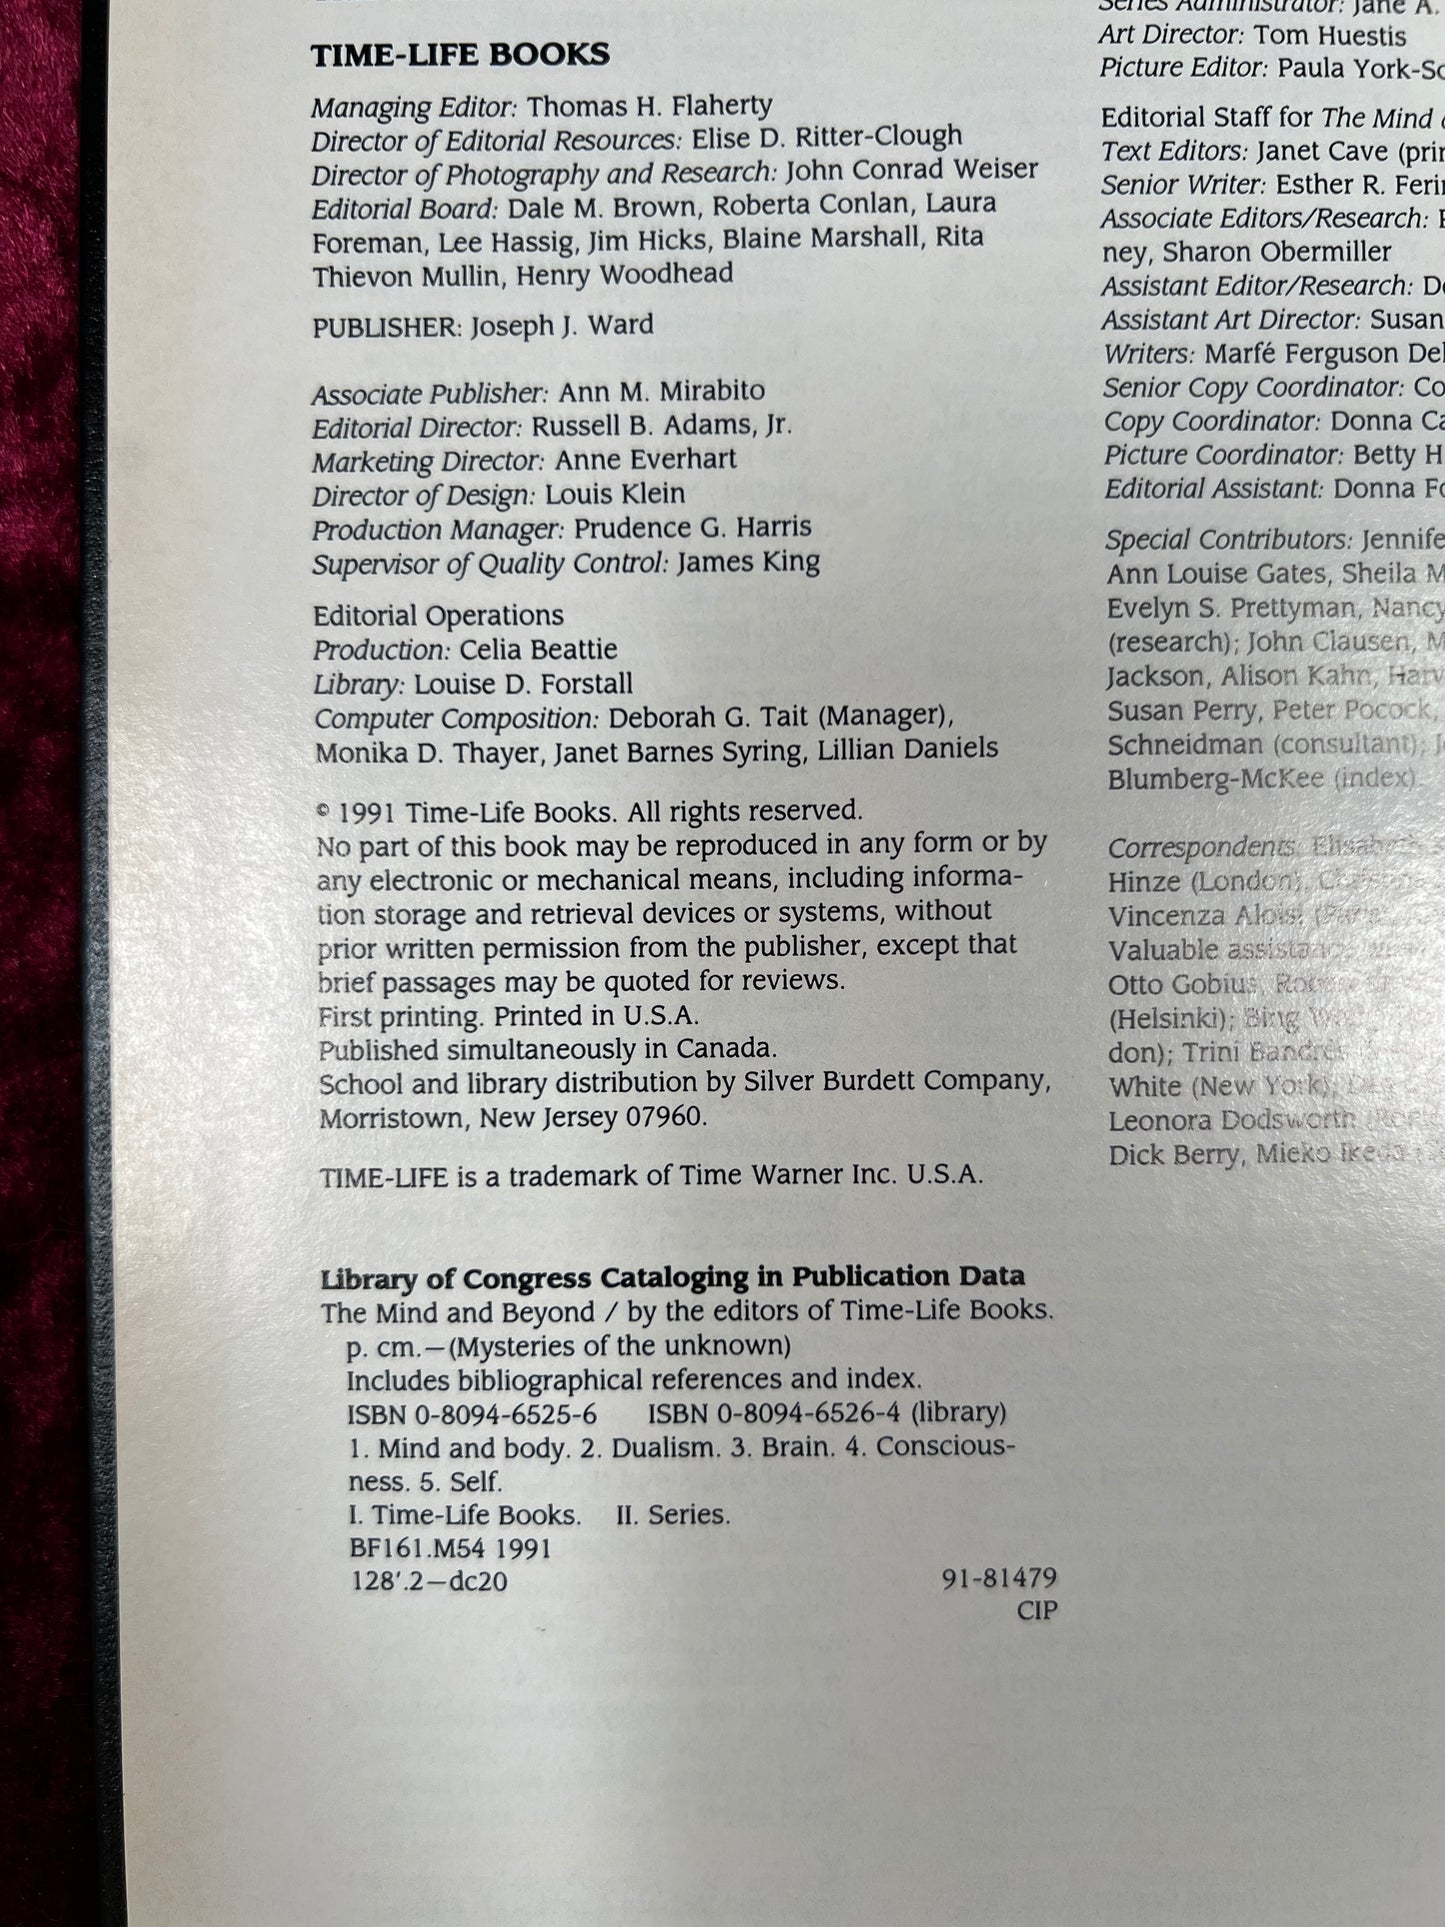 TIME-LIFE BOOKS
Managing Editor: Thomas H. Flaherty
Director of Editorial Resources: Elise D. Ritter-Clough
Director of Photography and Research: John Conrad Weiser
Editorial Board: Dale M. Brown, Roberta Conlan, Laura
Foreman, Lee Hassig, Jim Hicks, Blaine Marshall, Rita
Thievon Mullin, Henry Woodhead
PUBLISHER: Joseph J. Ward
Associate Publisher: Ann M. Mirabito
Editorial Director: Russell B. Adams, Jr.
Marketing Director: Anne Everhart
Director of Design: Louis Klein
Production Manager: Prudence G. Harris
Supervisor of Quality Control: James King
Editorial Operations
Production: Celia Beattie
Library: Louise D. Forstall
Computer Composition: Deborah G. Tait (Manager),
Monika D. Thayer, Janet Barnes Syring, Lillian Daniels
© 1991 Time-Life Books. All rights reserved.
No part of this book may be reproduced in any form or by
any electronic or mechanical means, including informa-
tion storage and retrieval devices or systems, without
prior written permission from the publisher, except that
brief passages may be quoted for reviews.
First printing. Printed in U.S.A.
Published simultaneously in Canada.
School and library distribution by Silver Burdett Company,
Morristown, New Jersey 07960.
TIME-LIFE is a trademark of Time Warner Inc. U.S.A.
Library of Congress Cataloging in Publication Data
The Mind and Beyond / by the editors of Time-Life Books.
p. cm.—(Mysteries of the unknown)
Includes bibliographical references and index.
ISBN 0-8094-6525-6 ISBN 0-8094-6526-4 (library)
1. Mind and body. 2. Dualism. 3. Brain. 4. Conscious-
ness. 5. Self.
I. Time-Life Books. II. Series.
BF161.M54 1991
128'.2—dc20 91-81479
CIP
Series Administrator: Jane A.
Art Director: Tom Huestis
Picture Editor: Paula York-
Editorial Staff for The Mind
Text Editors: Janet Cave
Senior Writer: Esther R.
Associate Editors/Research:
ney, Sharon Obermiller
Assistant Editor/Research:
Assistant Art Director: Susan
Writers: Marfé Ferguson
Senior Copy Coordinator:
Copy Coordinator: Donna
Picture Coordinator: Betty
Editorial Assistant: Donna
Special Contributors:
Ann Louise Gates, Sheila
Evelyn S. Prettyman, Nancy
(research); John Clausen,
Jackson, Alison Kahn,
Susan Perry, Peter Pocock,
Schneidman (consultant);
Blumberg-McKee (index).
Correspondents: Elisabeth
Hinze (London),
Vincenza Aloisi
Valuable assistance
Otto Gobius,
(Helsinki); Bing
don); Trini Bandrés
White (New York);
Leonora Dodsworth
Dick Berry, Mieko Ikeda